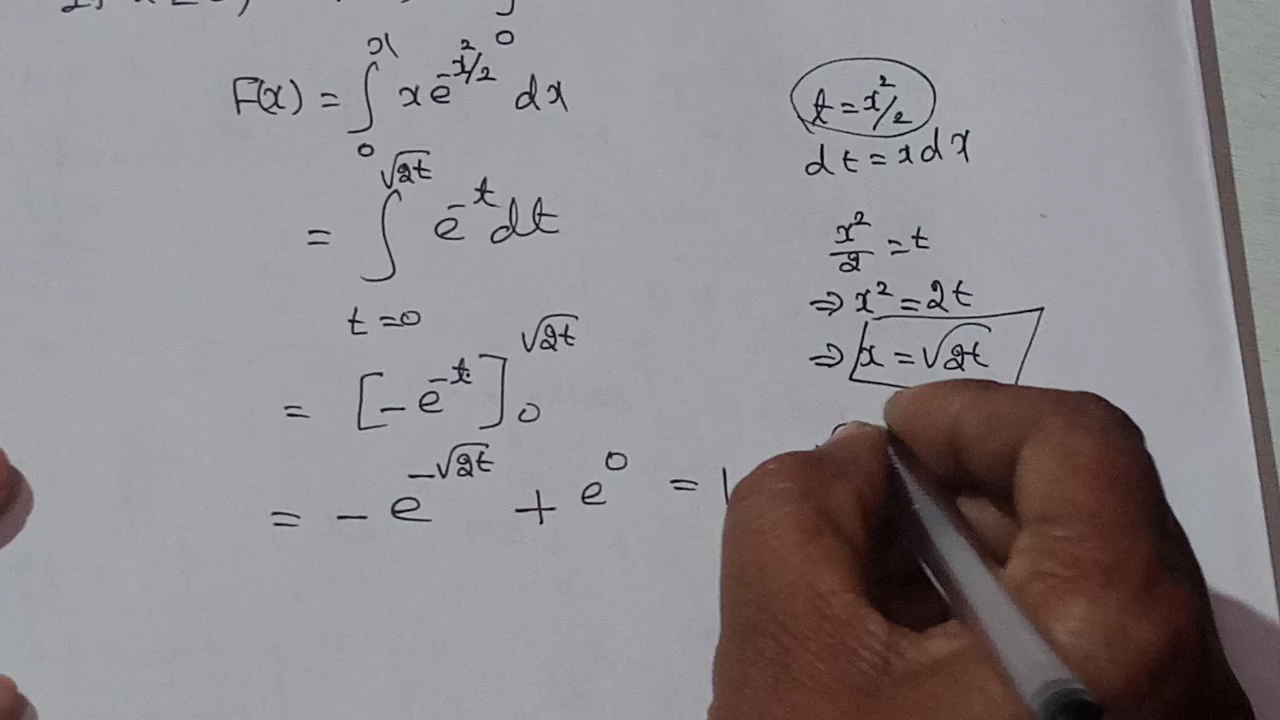 0
F(x) = ∫₀ˣ x e^(-x²/2) dx
t = x²/2
dt = x dx
= ∫_(t=0)^(√2t) e^(-t) dt
x²/2 = t
⇒ x² = 2t
⇒ x = √2t
= [-e^(-t)]₀^(√2t)
= - e^(-√2t) + e⁰ = 1